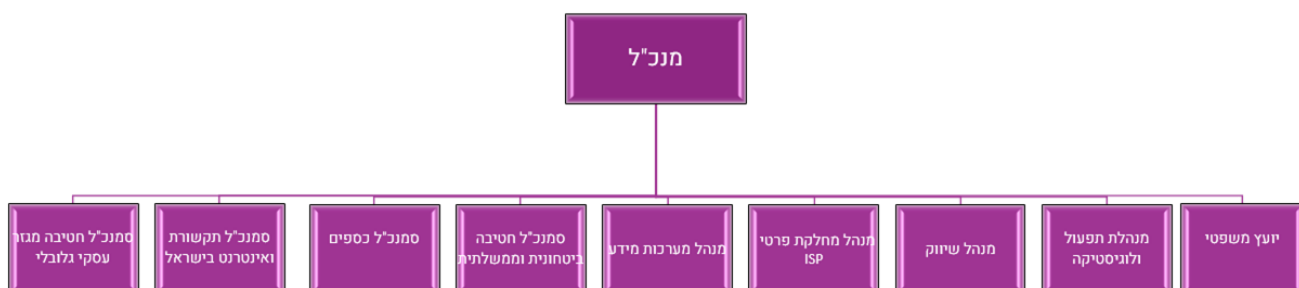 מנכ"ל
יועץ משפטי
מנהלת תפעול
ולוגיסטיקה
מנהל שיווק
מנהל מחלקת פרטי
ISP
מנהל מערכות מידע
סמנכ"ל חטיבה
ביטחונית וממשלתית
סמנכ"ל כספים
סמנכ"ל תקשורת
ואינטרנט בישראל
סמנכ"ל חטיבה מגזר
עסקי גלובלי